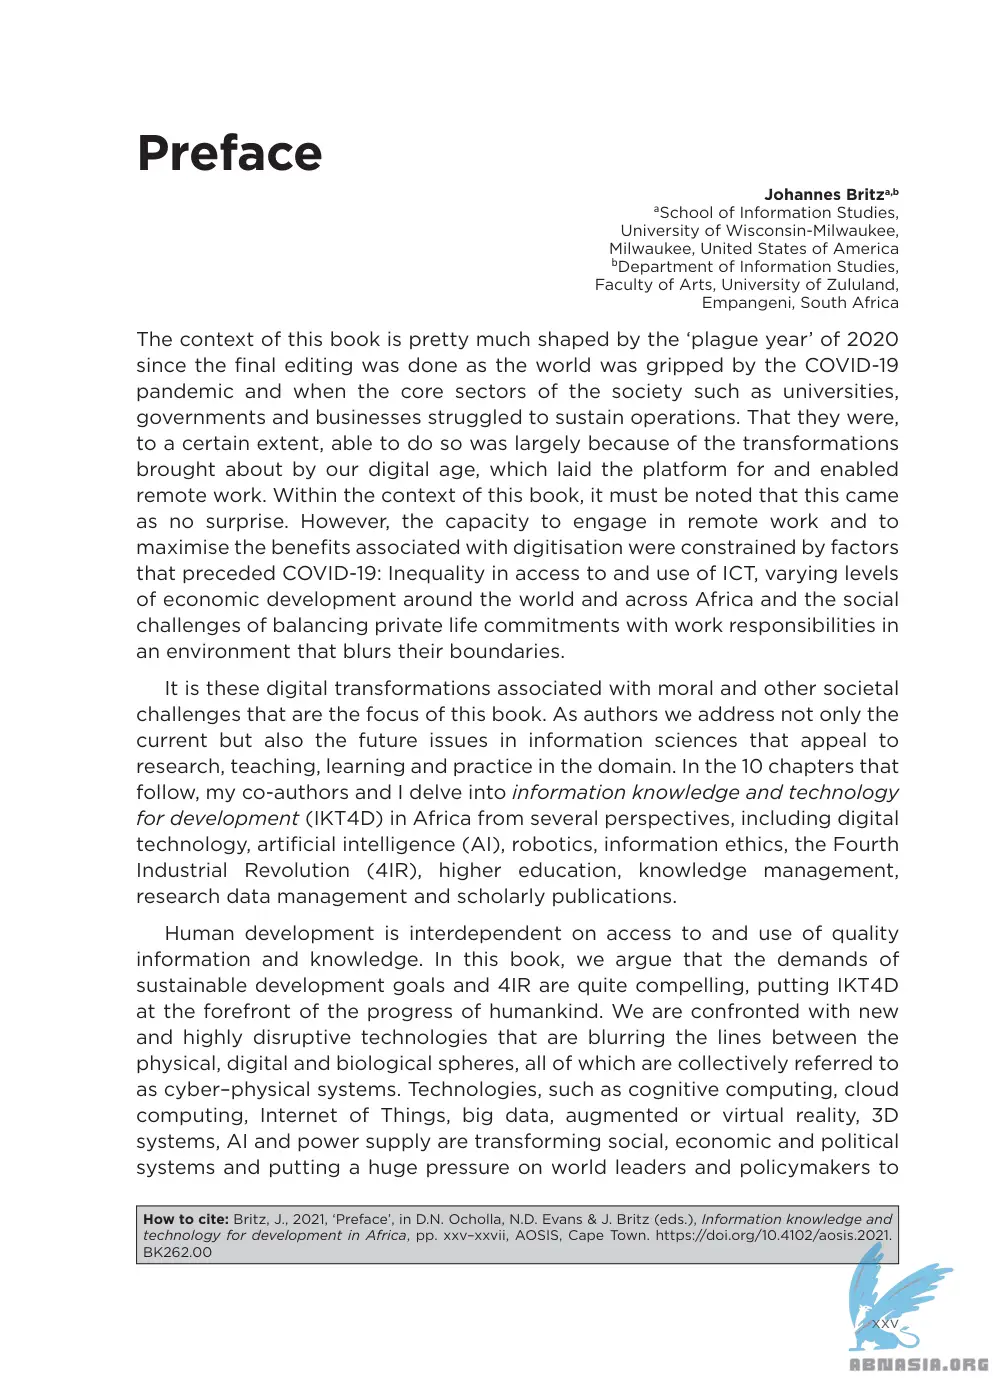 Preface
Johannes Britzᵃ,ᵇ
ᵃSchool of Information Studies,
University of Wisconsin-Milwaukee,
Milwaukee, United States of America
ᵇDepartment of Information Studies,
Faculty of Arts, University of Zululand,
Empangeni, South Africa
The context of this book is pretty much shaped by the ‘plague year’ of 2020
since the final editing was done as the world was gripped by the COVID-19
pandemic and when the core sectors of the society such as universities,
governments and businesses struggled to sustain operations. That they were,
to a certain extent, able to do so was largely because of the transformations
brought about by our digital age, which laid the platform for and enabled
remote work. Within the context of this book, it must be noted that this came
as no surprise. However, the capacity to engage in remote work and to
maximise the benefits associated with digitisation were constrained by factors
that preceded COVID-19: Inequality in access to and use of ICT, varying levels
of economic development around the world and across Africa and the social
challenges of balancing private life commitments with work responsibilities in
an environment that blurs their boundaries.
It is these digital transformations associated with moral and other societal
challenges that are the focus of this book. As authors we address not only the
current but also the future issues in information sciences that appeal to
research, teaching, learning and practice in the domain. In the 10 chapters that
follow, my co-authors and I delve into information knowledge and technology
for development (IKT4D) in Africa from several perspectives, including digital
technology, artificial intelligence (AI), robotics, information ethics, the Fourth
Industrial Revolution (4IR), higher education, knowledge management,
research data management and scholarly publications.
Human development is interdependent on access to and use of quality
information and knowledge. In this book, we argue that the demands of
sustainable development goals and 4IR are quite compelling, putting IKT4D
at the forefront of the progress of humankind. We are confronted with new
and highly disruptive technologies that are blurring the lines between the
physical, digital and biological spheres, all of which are collectively referred to
as cyber–physical systems. Technologies, such as cognitive computing, cloud
computing, Internet of Things, big data, augmented or virtual reality, 3D
systems, AI and power supply are transforming social, economic and political
systems and putting a huge pressure on world leaders and policymakers to
How to cite: Britz, J., 2021, ‘Preface’, in D.N. Ocholla, N.D. Evans & J. Britz (eds.), Information knowledge and
technology for development in Africa, pp. xxv–xxvii, AOSIS, Cape Town. https://doi.org/10.4102/aosis.2021.
BK262.00
xxv
ABNASIA.ORG